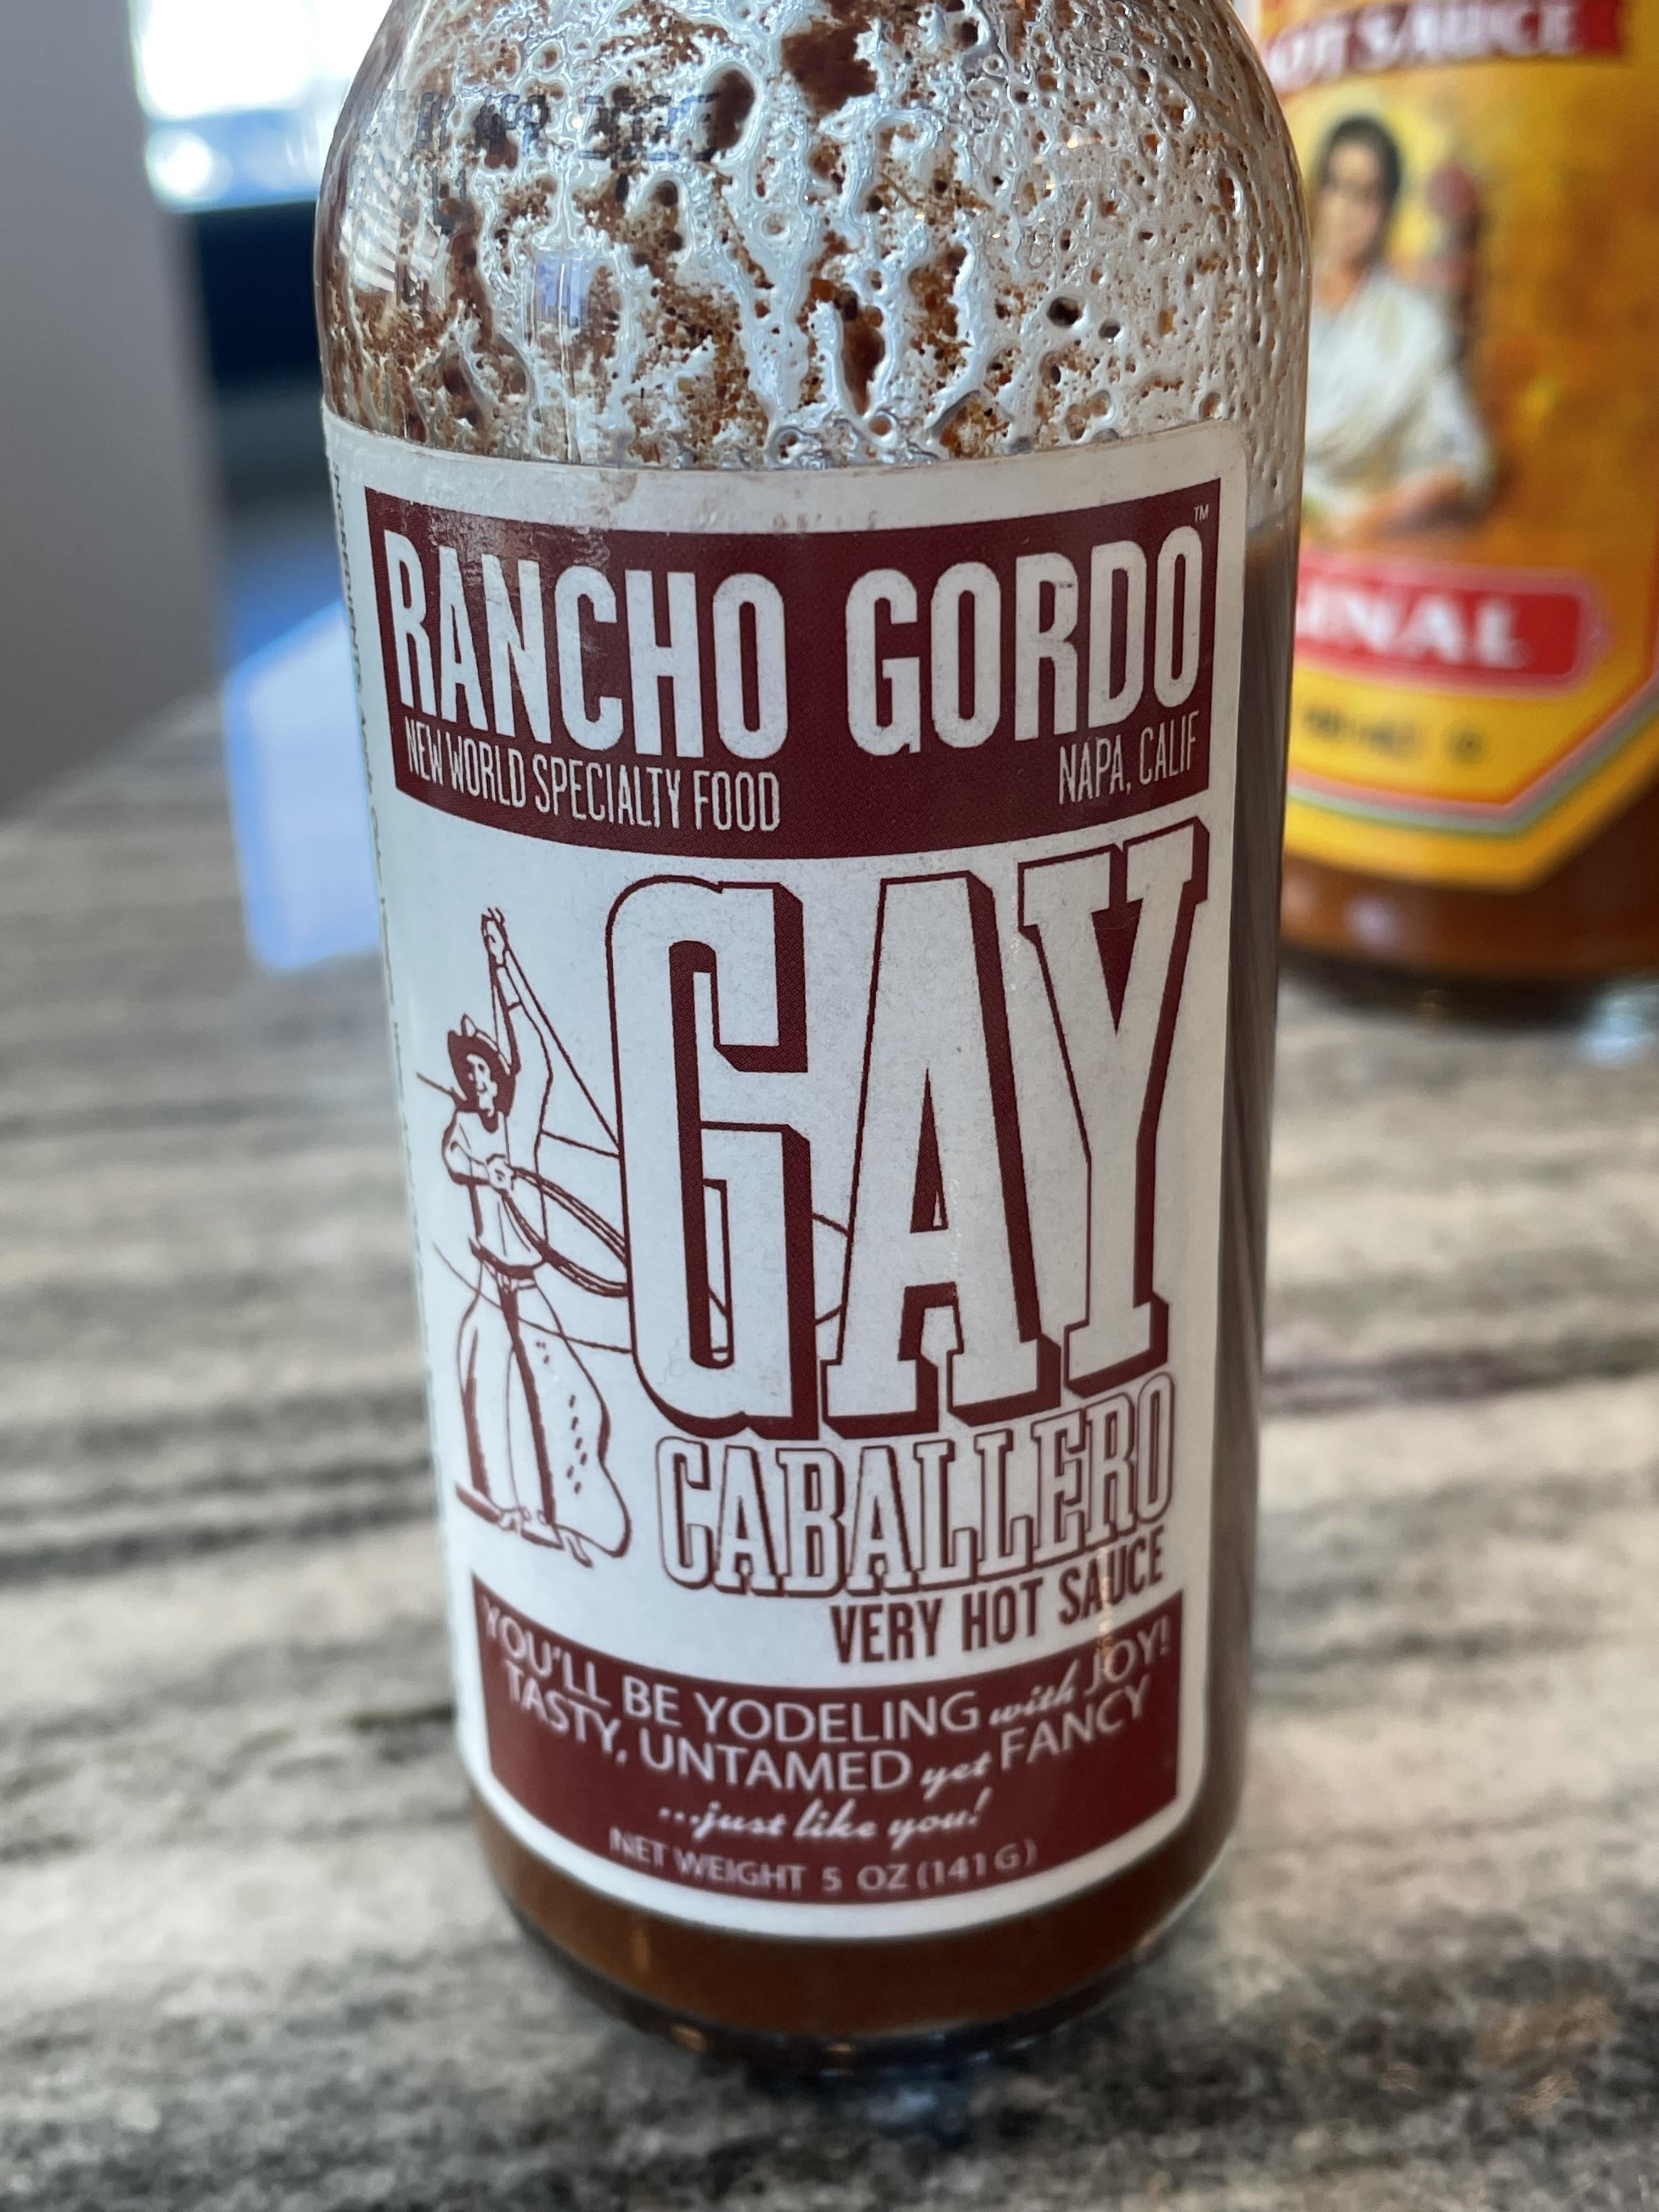 RANCHO GORDO™
NEW WORLD SPECIALTY FOOD NAPA, CALIF
GAY
CABALLERO
VERY HOT SAUCE
YOU'LL BE YODELING with JOY!
TASTY, UNTAMED yet FANCY
...just like you!
NET WEIGHT 5 OZ (141 G)
HOT SAUCE